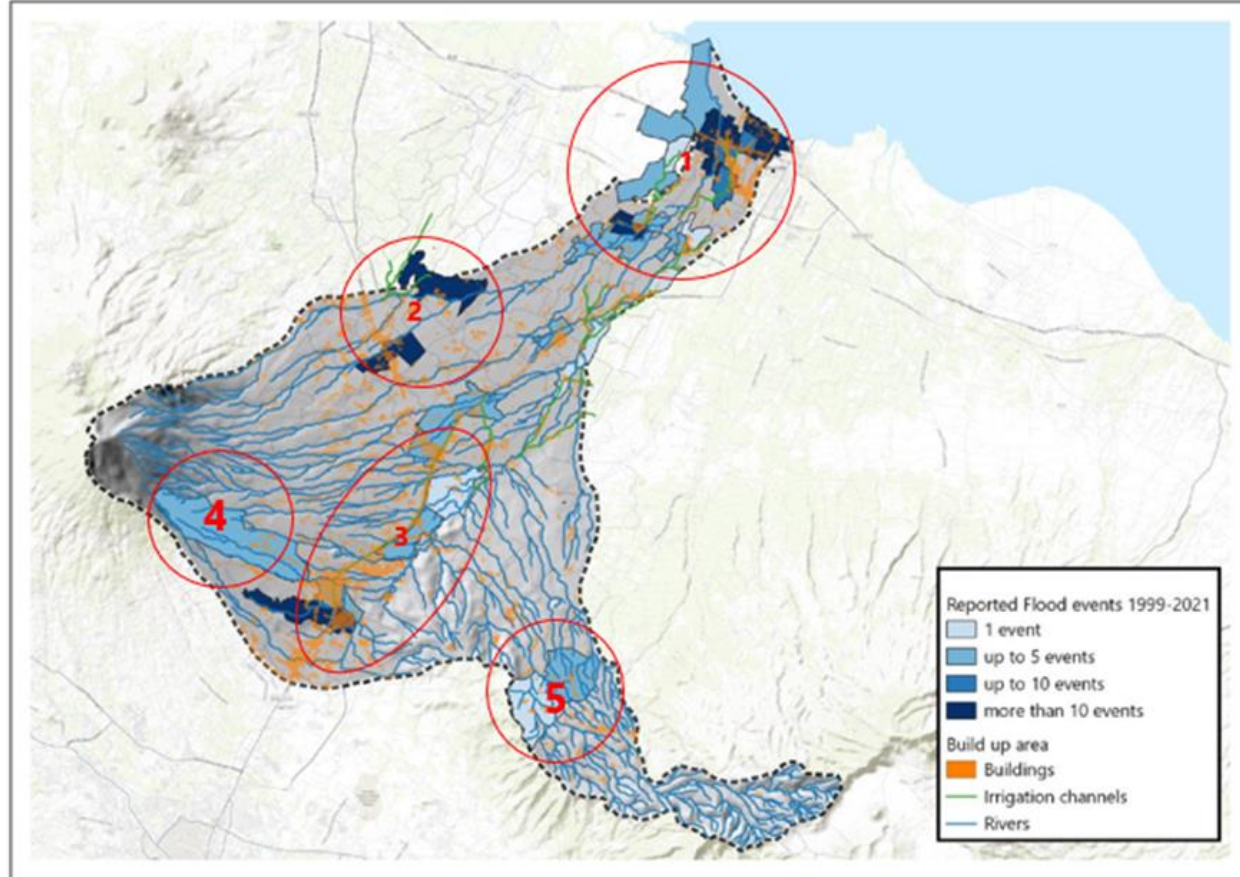 1
2
3
4
5
Reported Flood events 1999-2021
1 event
up to 5 events
up to 10 events
more than 10 events
Build up area
Buildings
Irrigation channels
Rivers